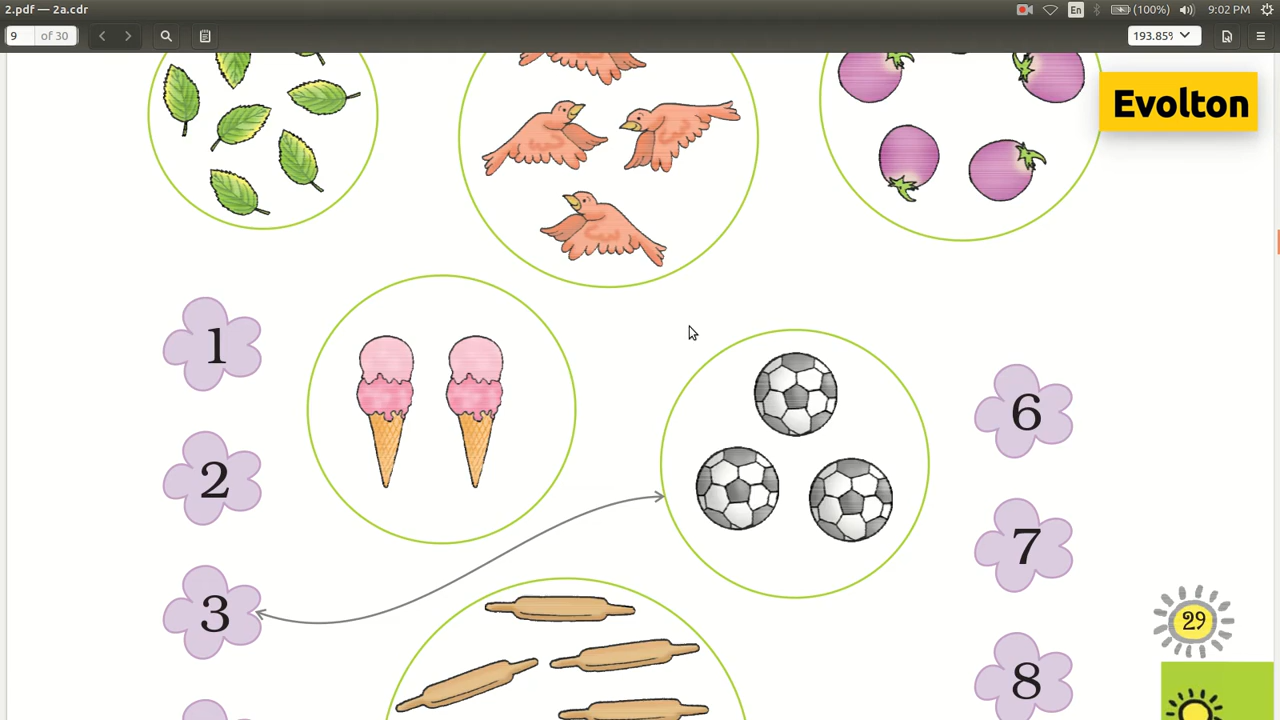 2.pdf — 2a.cdr
En
(100%)
9:02 PM
9 of 30
193.85%
Evolton
1
6
2
7
3
29
8